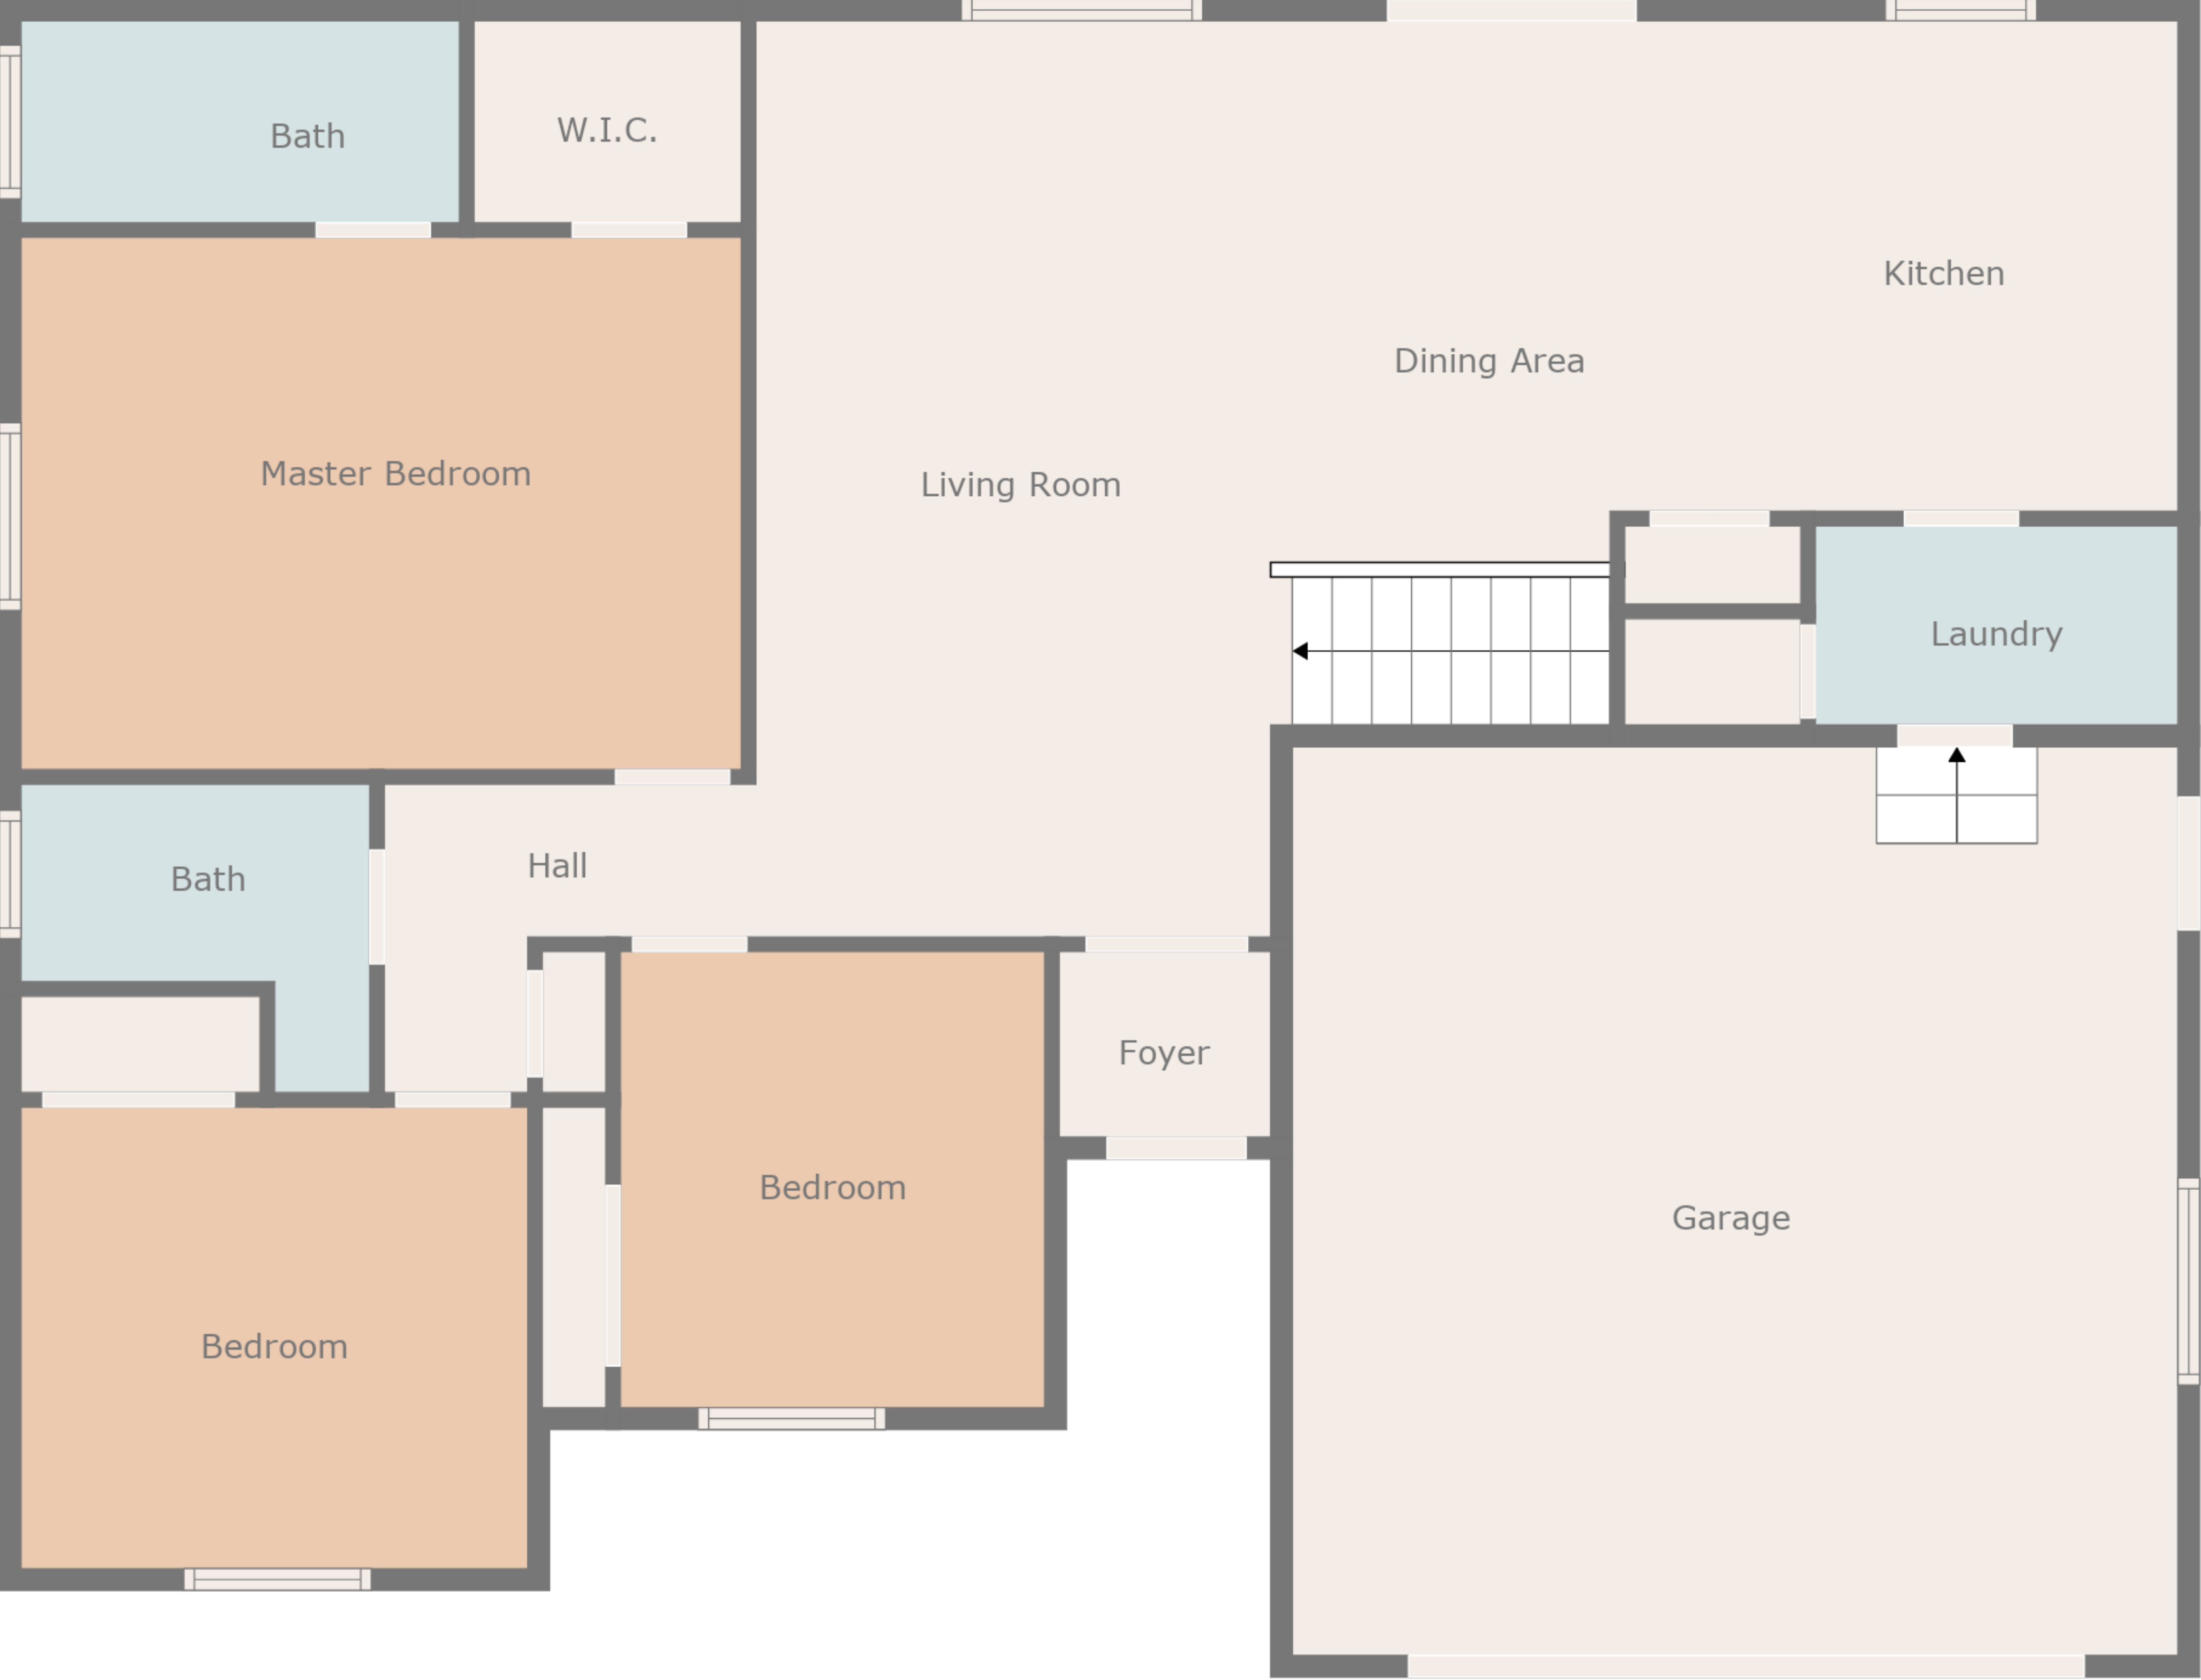 Bath
W.I.C.
Kitchen
Dining Area
Master Bedroom
Living Room
Laundry
Hall
Bath
Foyer
Bedroom
Garage
Bedroom